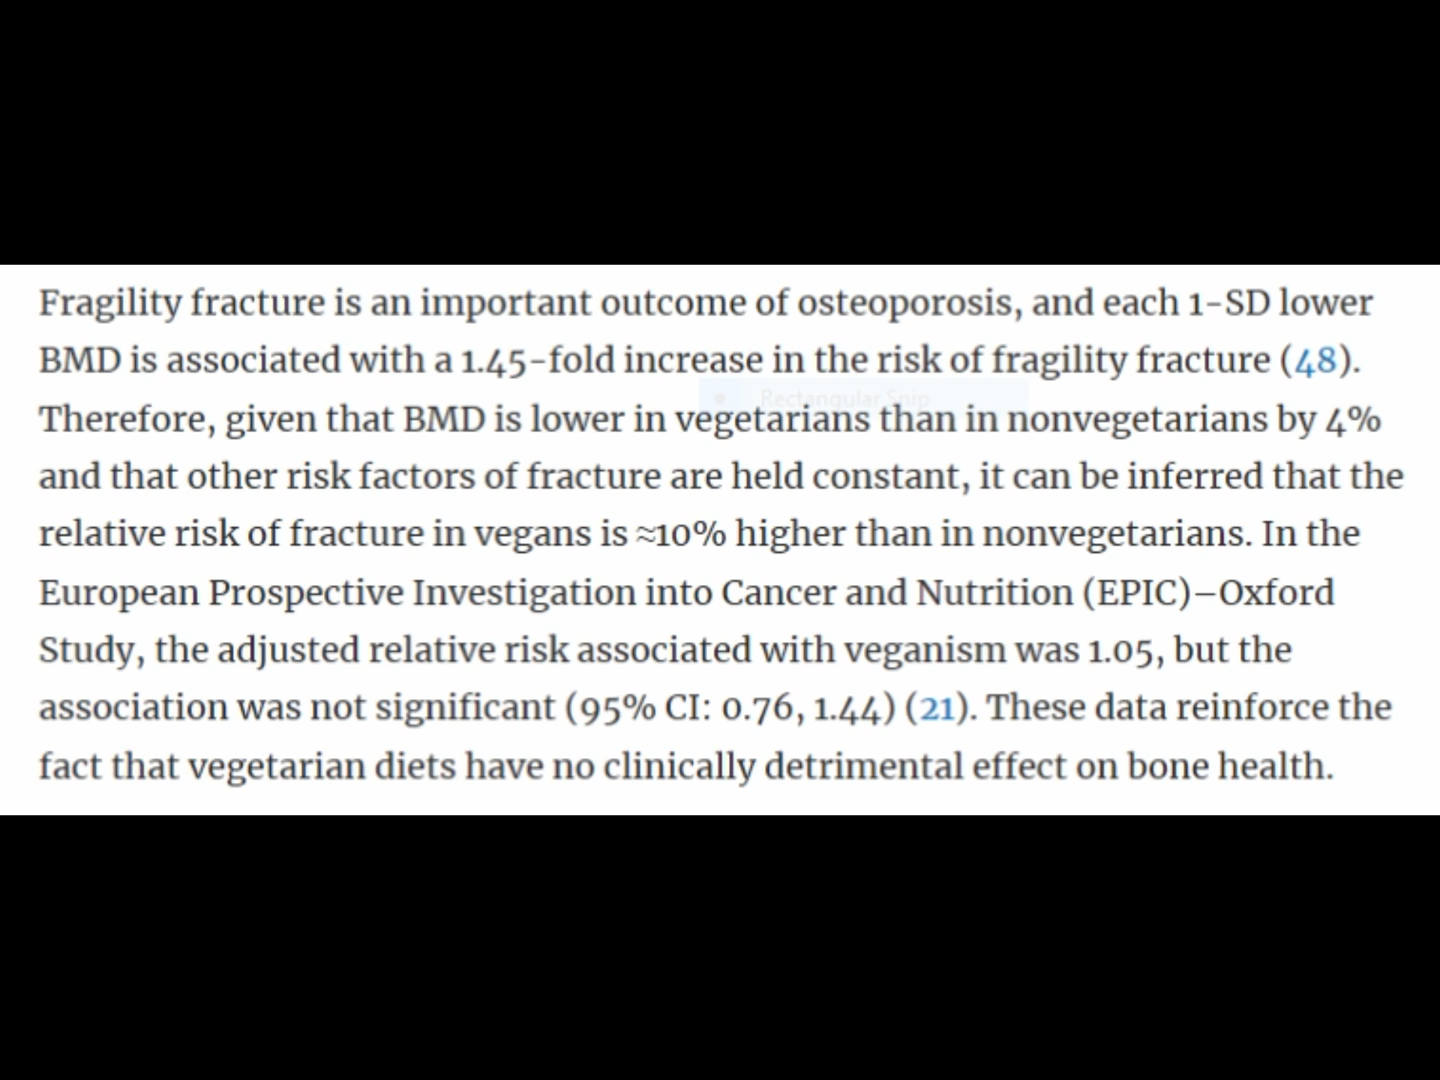 Fragility fracture is an important outcome of osteoporosis, and each 1-SD lower
BMD is associated with a 1.45-fold increase in the risk of fragility fracture (48).
Rectangular Snip
Therefore, given that BMD is lower in vegetarians than in nonvegetarians by 4%
and that other risk factors of fracture are held constant, it can be inferred that the
relative risk of fracture in vegans is ≈10% higher than in nonvegetarians. In the
European Prospective Investigation into Cancer and Nutrition (EPIC)–Oxford
Study, the adjusted relative risk associated with veganism was 1.05, but the
association was not significant (95% CI: 0.76, 1.44) (21). These data reinforce the
fact that vegetarian diets have no clinically detrimental effect on bone health.